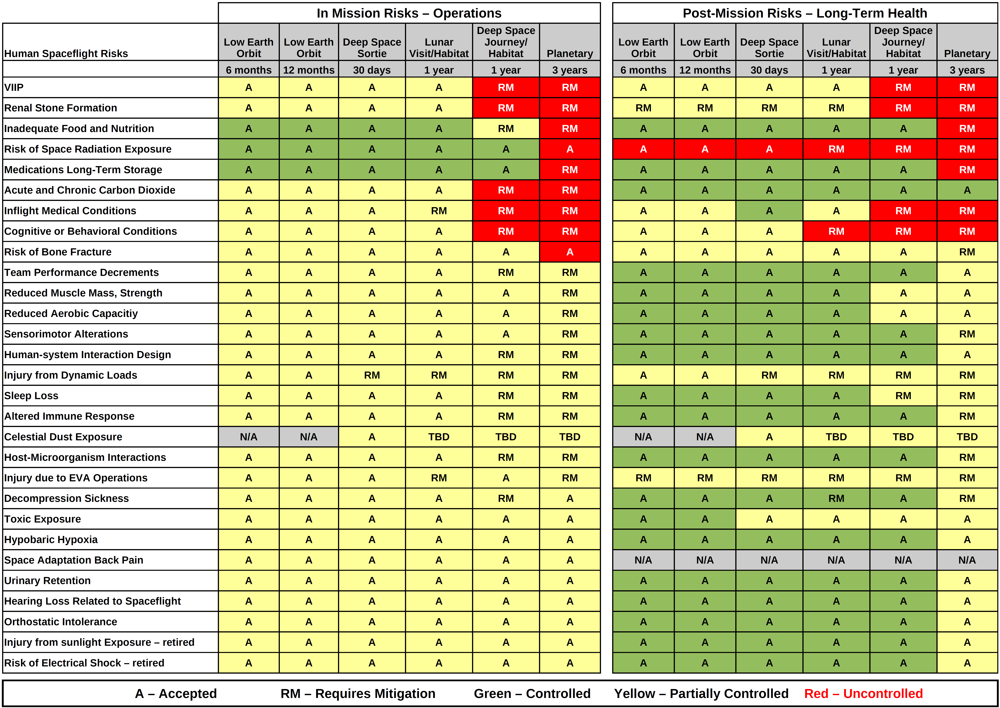 In Mission Risks – Operations Post-Mission Risks – Long-Term Health
Human Spaceflight Risks Low Earth Orbit Low Earth Orbit Deep Space Sortie Lunar Visit/Habitat Deep Space Journey/ Habitat Planetary Low Earth Orbit Low Earth Orbit Deep Space Sortie Lunar Visit/Habitat Deep Space Journey/ Habitat Planetary
6 months 12 months 30 days 1 year 1 year 3 years 6 months 12 months 30 days 1 year 1 year 3 years
VIIP A A A A RM RM A A A A RM RM
Renal Stone Formation A A A A RM RM RM RM RM RM RM RM
Inadequate Food and Nutrition A A A A RM RM A A A A A RM
Risk of Space Radiation Exposure A A A A A A A A A RM RM RM
Medications Long-Term Storage A A A A A RM A A A A A RM
Acute and Chronic Carbon Dioxide A A A A RM RM A A A A A A
Inflight Medical Conditions A A A RM RM RM A A A A RM RM
Cognitive or Behavioral Conditions A A A A RM RM A A A RM RM RM
Risk of Bone Fracture A A A A A A A A A A A RM
Team Performance Decrements A A A A RM RM A A A A A A
Reduced Muscle Mass, Strength A A A A A RM A A A A A A
Reduced Aerobic Capacitiy A A A A A RM A A A A A A
Sensorimotor Alterations A A A A A RM A A A A A RM
Human-system Interaction Design A A A A RM RM A A A A A A
Injury from Dynamic Loads A A RM RM RM RM A A RM RM RM RM
Sleep Loss A A A A RM RM A A A A RM RM
Altered Immune Response A A A A RM RM A A A A A RM
Celestial Dust Exposure N/A N/A A TBD TBD TBD N/A N/A A TBD TBD TBD
Host-Microorganism Interactions A A A A RM RM A A A A A RM
Injury due to EVA Operations A A A RM A RM RM RM RM RM RM RM
Decompression Sickness A A A A RM A A A A RM A RM
Toxic Exposure A A A A A A A A A A A A
Hypobaric Hypoxia A A A A A A A A A A A A
Space Adaptation Back Pain A A A A A A N/A N/A N/A N/A N/A N/A
Urinary Retention A A A A A A A A A A A A
Hearing Loss Related to Spaceflight A A A A A A A A A A A A
Orthostatic Intolerance A A A A A A A A A A A A
Injury from sunlight Exposure – retired A A A A A A A A A A A A
Risk of Electrical Shock – retired A A A A A A A A A A A A
A – Accepted RM – Requires Mitigation Green – Controlled Yellow – Partially Controlled Red – Uncontrolled